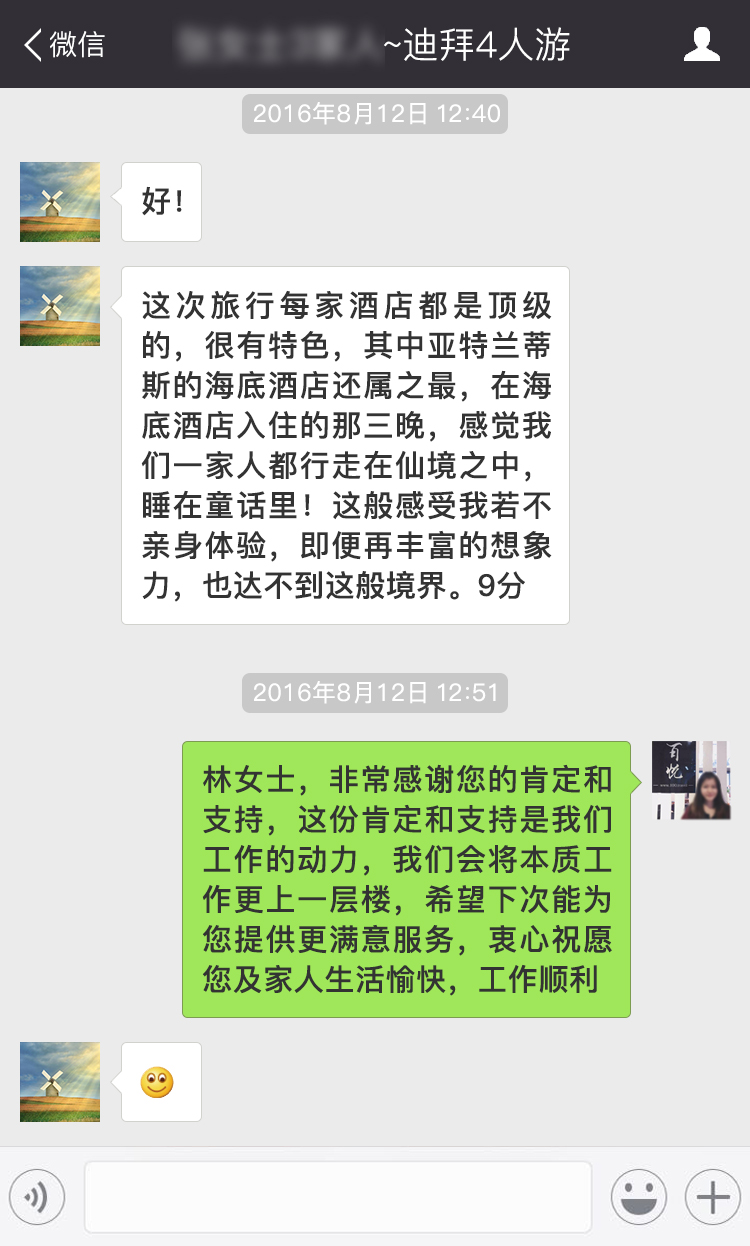 微信
~迪拜4人游
2016年8月12日 12:40
好！
这次旅行每家酒店都是顶级
的，很有特色，其中亚特兰蒂
斯的海底酒店还属之最，在海
底酒店入住的那三晚，感觉我
们一家人都行走在仙境之中，
睡在童话里！这般感受我若不
亲身体验，即便再丰富的想象
力，也达不到这般境界。9分
2016年8月12日 12:51
林女士，非常感谢您的肯定和
支持，这份肯定和支持是我们
工作的动力，我们会将本质工
作更上一层楼，希望下次能为
您提供更满意服务，衷心祝愿
您及家人生活愉快，工作顺利